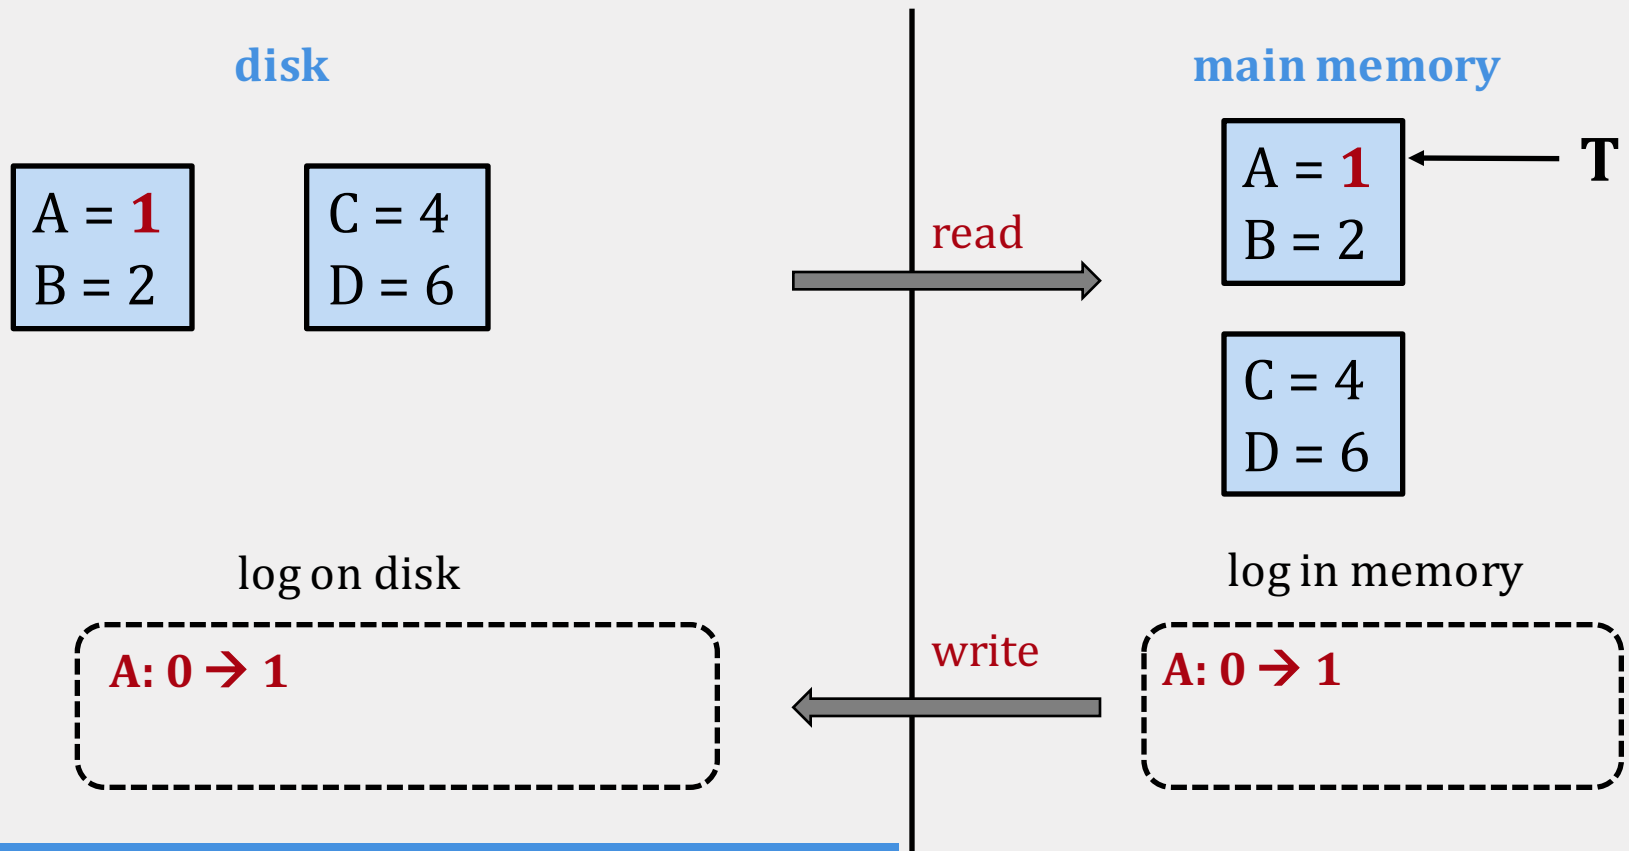 disk
A = 1
B = 2
C = 4
D = 6
read
main memory
A = 1
B = 2
T
C = 4
D = 6
log on disk
A: 0 → 1
write
log in memory
A: 0 → 1